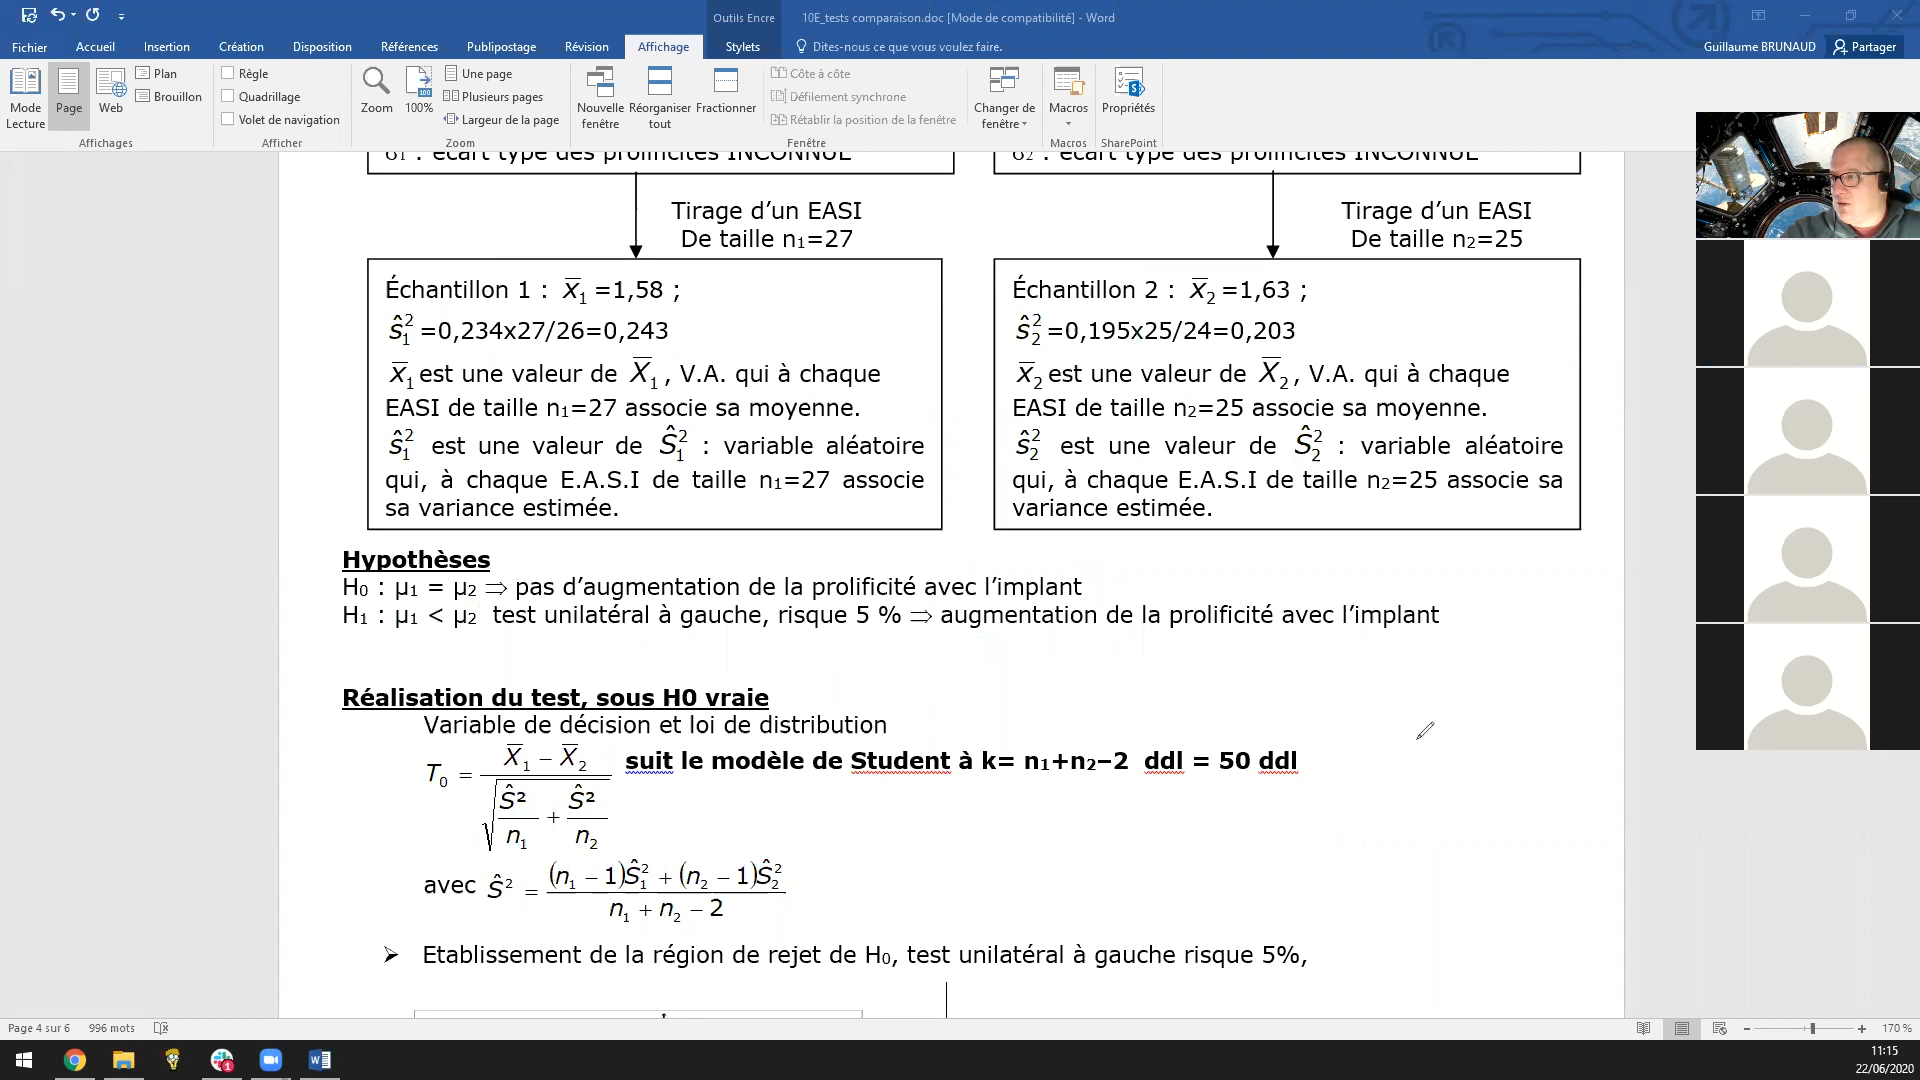 Outils Encre
10E_tests comparaison.doc [Mode de compatibilité] - Word
Fichier Accueil Insertion Création Disposition Références Publipostage Révision Affichage Stylets Dites-nous ce que vous voulez faire. Guillaume BRUNAUD Partager
Mode Lecture
Page
Web
Plan
Brouillon
Affichages
Règle
Quadrillage
Volet de navigation
Afficher
Zoom
100%
Une page
Plusieurs pages
Largeur de la page
Zoom
Nouvelle fenêtre
Réorganiser tout
Fractionner
Côte à côte
Défilement synchrone
Rétablir la position de la fenêtre
Changer de fenêtre
Fenêtre
Macros
Macros
Propriétés
SharePoint
σ1 : écart type des prolificités INCONNUE
σ2 : écart type des prolificités INCONNUE
Tirage d’un EASI
De taille n1=27
Tirage d’un EASI
De taille n2=25
Échantillon 1 : x̅1 =1,58 ;
ŝ1² =0,234x27/26=0,243
x̅1 est une valeur de X̅1 , V.A. qui à chaque
EASI de taille n1=27 associe sa moyenne.
ŝ1² est une valeur de Ŝ1² : variable aléatoire
qui, à chaque E.A.S.I de taille n1=27 associe
sa variance estimée.
Échantillon 2 : x̅2 =1,63 ;
ŝ2² =0,195x25/24=0,203
x̅2 est une valeur de X̅2 , V.A. qui à chaque
EASI de taille n2=25 associe sa moyenne.
ŝ2² est une valeur de Ŝ2² : variable aléatoire
qui, à chaque E.A.S.I de taille n2=25 associe sa
variance estimée.
Hypothèses
H0 : µ1 = µ2 ⇒ pas d’augmentation de la prolificité avec l’implant
H1 : µ1 < µ2 test unilatéral à gauche, risque 5 % ⇒ augmentation de la prolificité avec l’implant
Réalisation du test, sous H0 vraie
Variable de décision et loi de distribution
T0 = (X̅1 − X̅2) / √(Ŝ²/n1 + Ŝ²/n2) suit le modèle de Student à k= n1+n2–2 ddl = 50 ddl
avec Ŝ² = ((n1 − 1)Ŝ1² + (n2 − 1)Ŝ2²) / (n1 + n2 − 2)
➢ Etablissement de la région de rejet de H0, test unilatéral à gauche risque 5%,
Page 4 sur 6 996 mots 170 %
1
11:15
22/06/2020